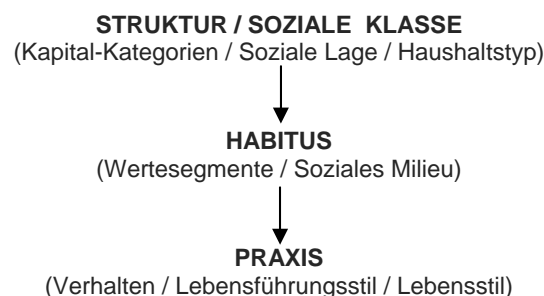 STRUKTUR / SOZIALE KLASSE
(Kapital-Kategorien / Soziale Lage / Haushaltstyp)
HABITUS
(Wertesegmente / Soziales Milieu)
PRAXIS
(Verhalten / Lebensführungsstil / Lebensstil)